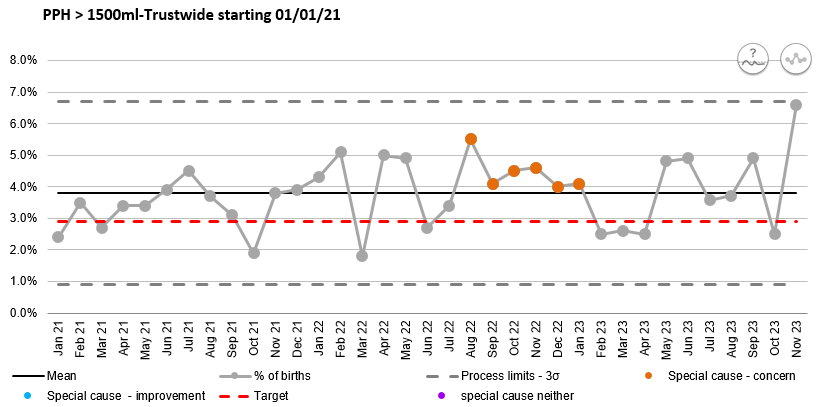 PPH > 1500ml-Trustwide starting 01/01/21
?
8.0%
7.0%
6.0%
5.0%
4.0%
3.0%
2.0%
1.0%
0.0%
Jan 21
Feb 21
Mar 21
Apr 21
May 21
Jun 21
Jul 21
Aug 21
Sep 21
Oct 21
Nov 21
Dec 21
Jan 22
Feb 22
Mar 22
Apr 22
May 22
Jun 22
Jul 22
Aug 22
Sep 22
Oct 22
Nov 22
Dec 22
Jan 23
Feb 23
Mar 23
Apr 23
May 23
Jun 23
Jul 23
Aug 23
Sep 23
Oct 23
Nov 23
Mean
% of births
Process limits - 3σ
Special cause - concern
Special cause  - improvement
Target
special cause neither